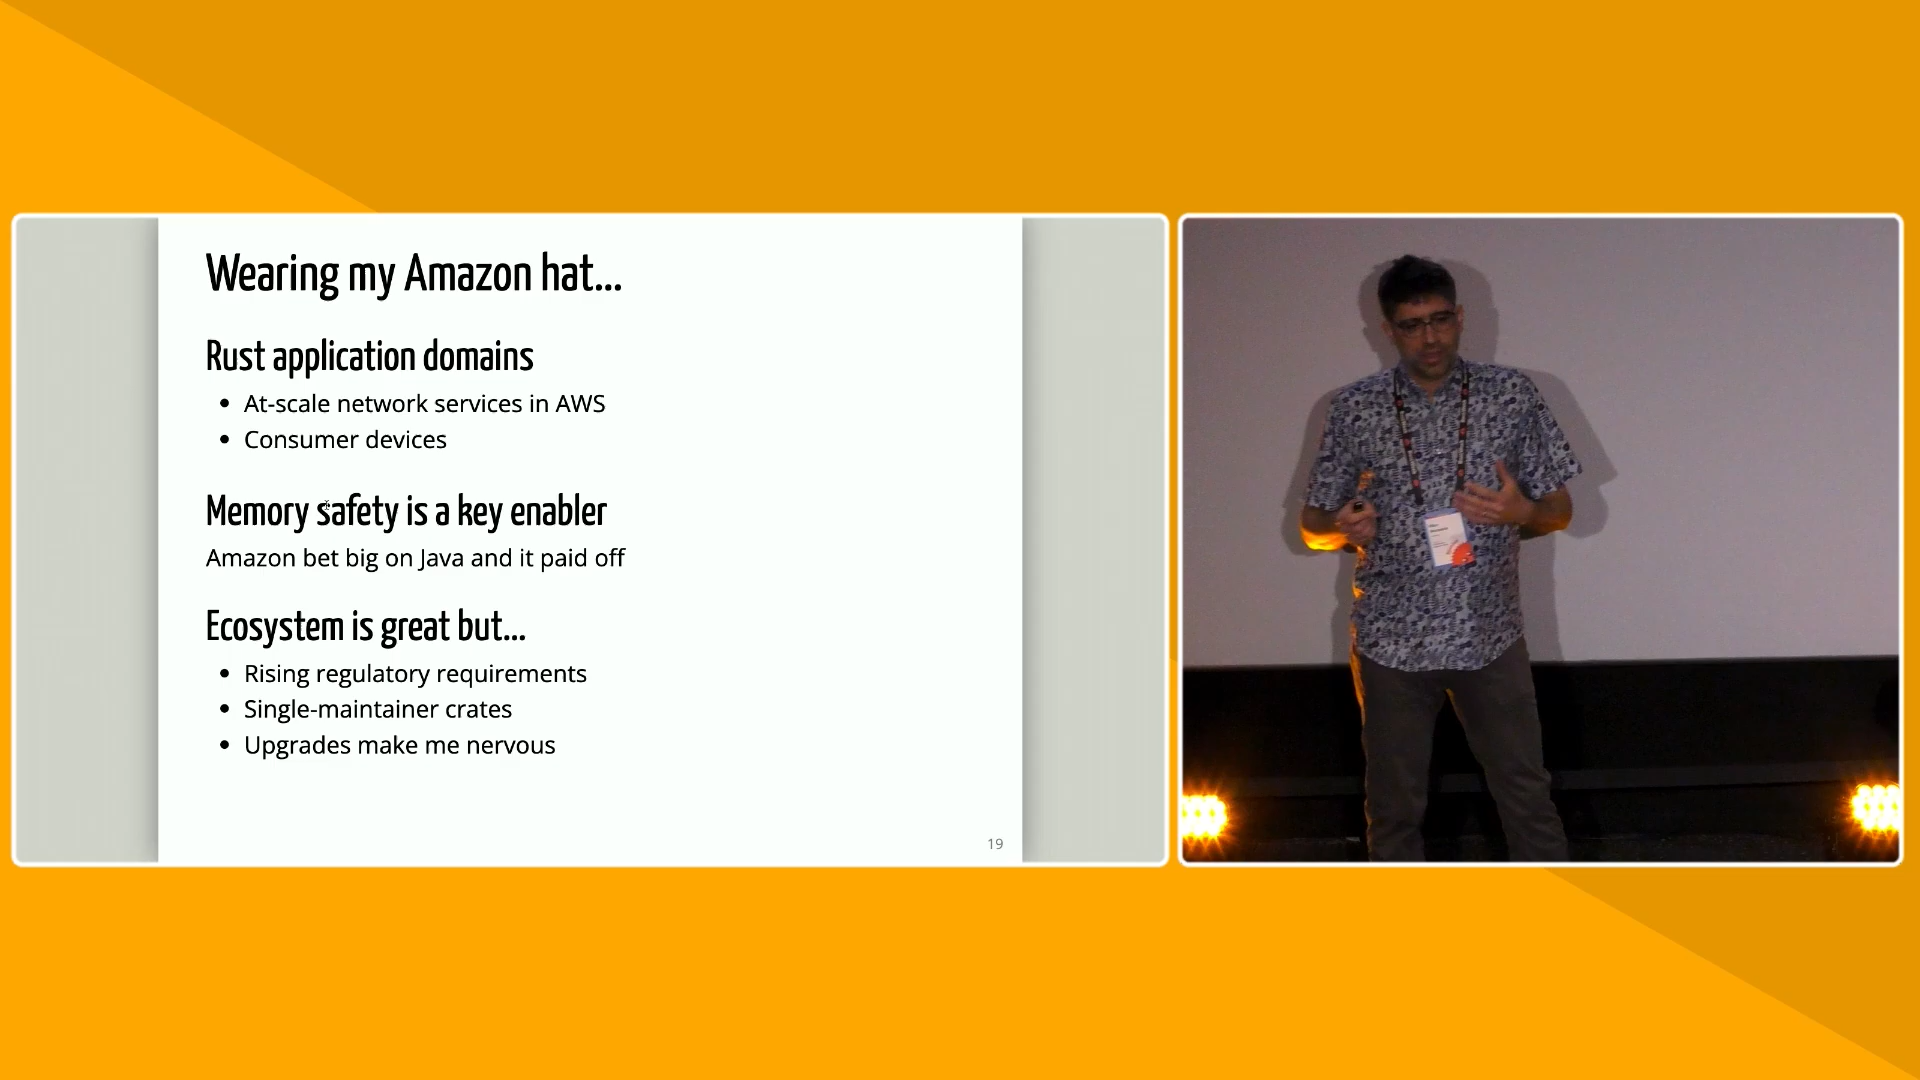 Wearing my Amazon hat...
Rust application domains
• At-scale network services in AWS
• Consumer devices
Memory safety is a key enabler
Amazon bet big on Java and it paid off
Ecosystem is great but...
• Rising regulatory requirements
• Single-maintainer crates
• Upgrades make me nervous
19